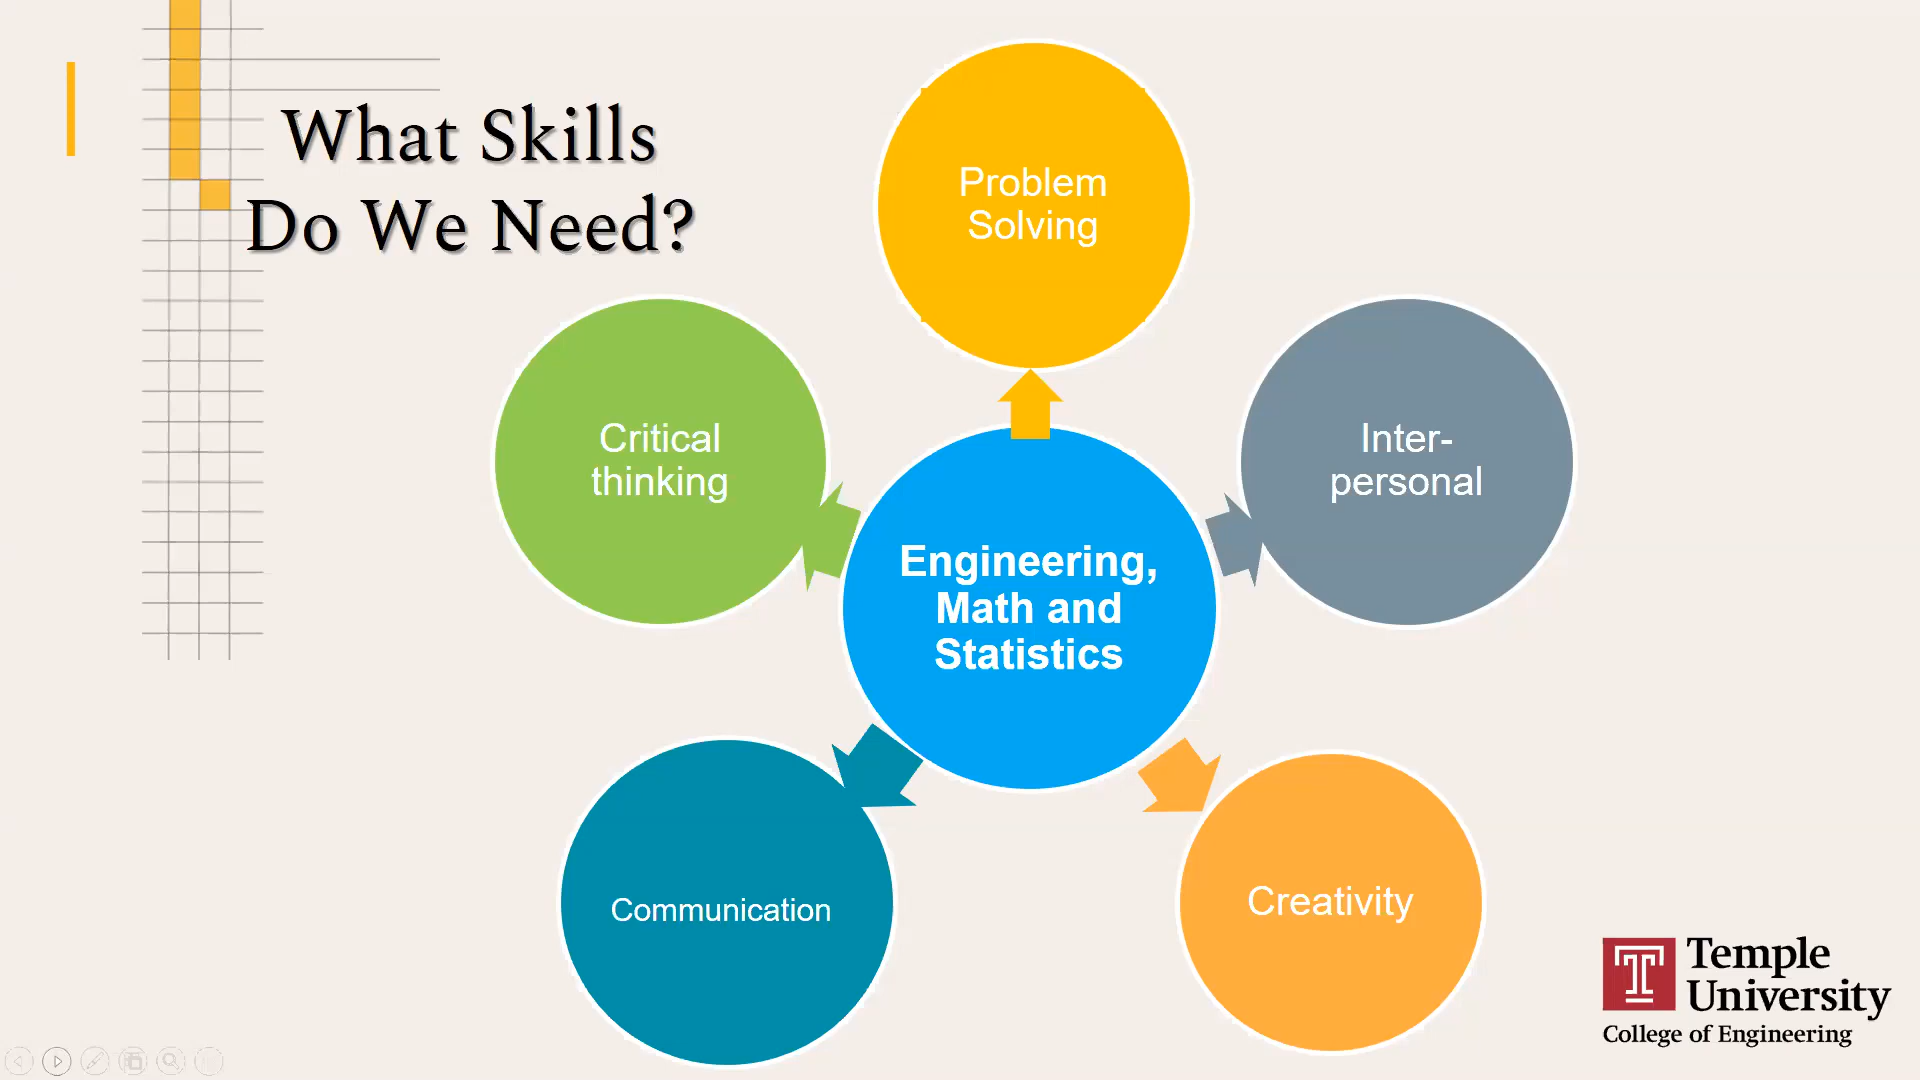 What Skills
Do We Need?
Problem
Solving
Critical
thinking
Inter-
personal
Engineering,
Math and
Statistics
Communication
Creativity
T
Temple
University
College of Engineering